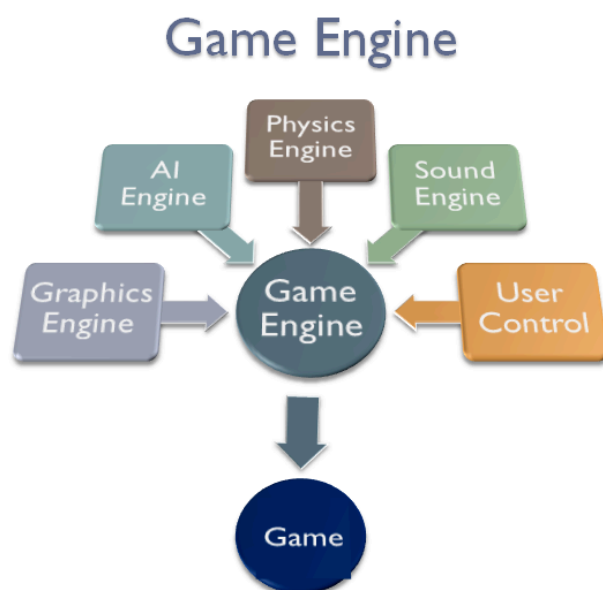 Game Engine
Physics
Engine
AI
Engine
Sound
Engine
Graphics
Engine
Game
Engine
User
Control
Game